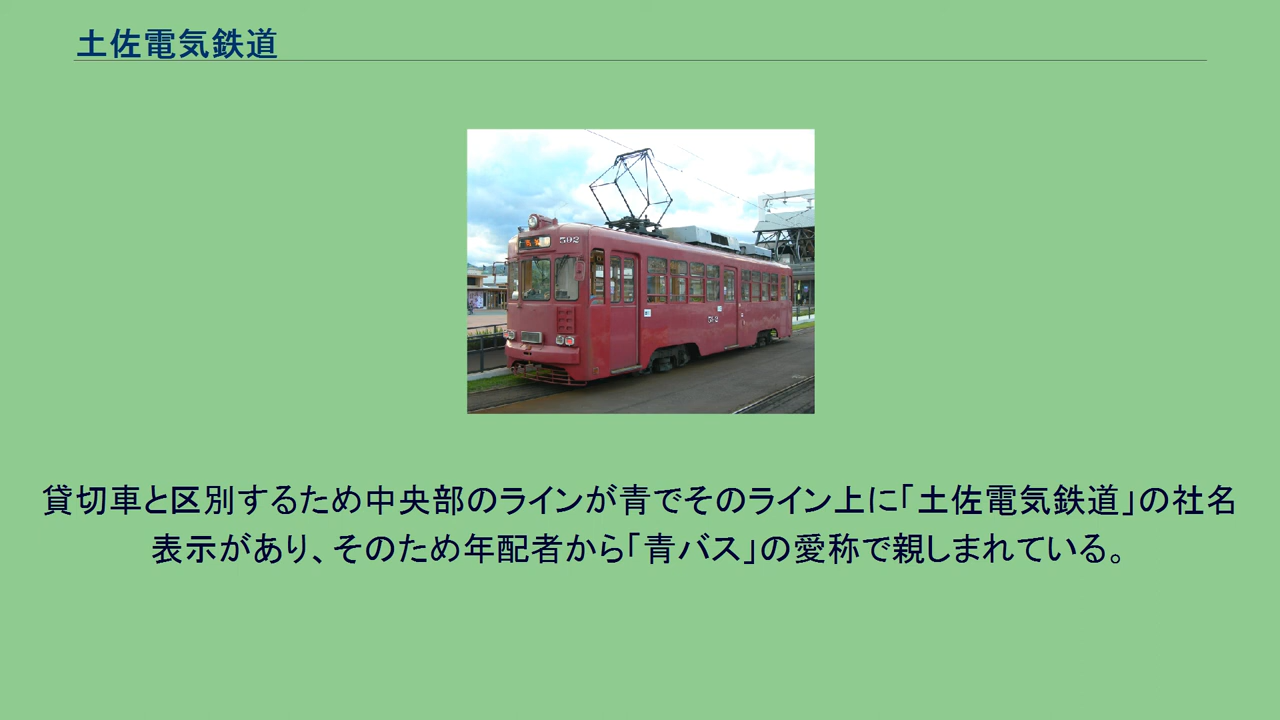 土佐電気鉄道
592
592
貸切車と区別するため中央部のラインが青でそのライン上に「土佐電気鉄道」の社名
表示があり、そのため年配者から「青バス」の愛称で親しまれている。